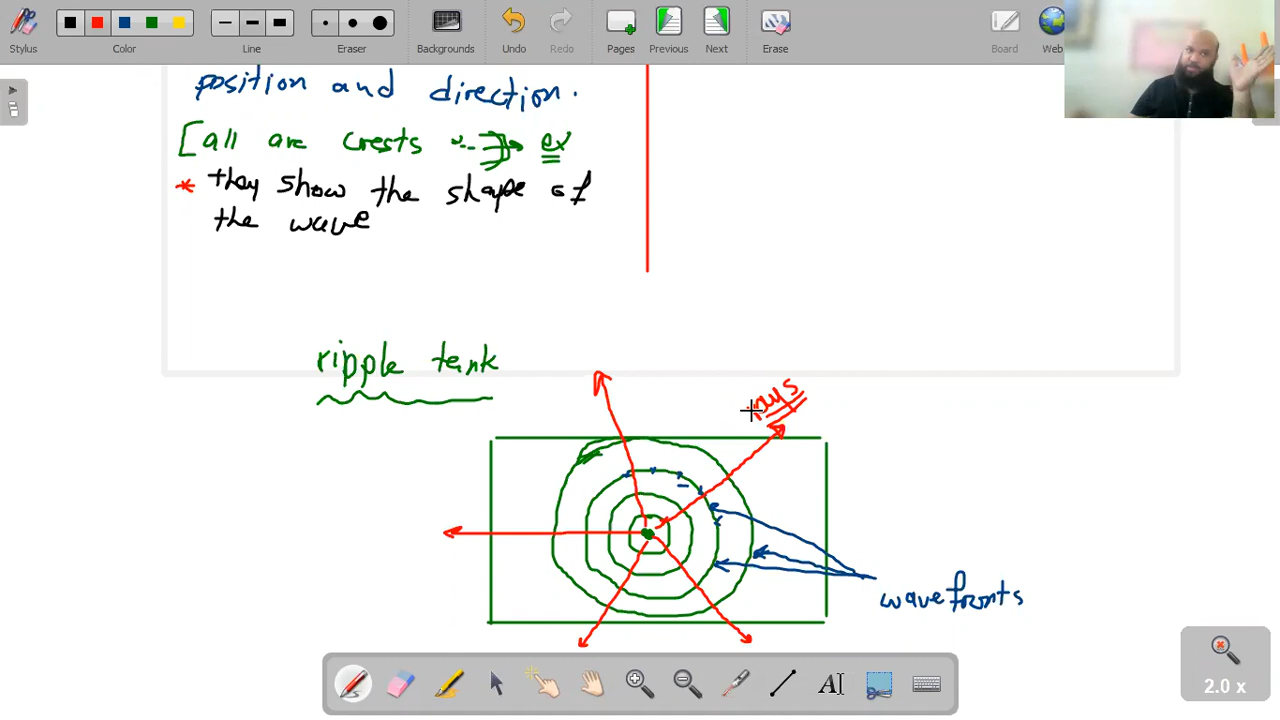 Stylus
Color
Line
Eraser
Backgrounds
Undo
Redo
Pages
Previous
Next
Erase
Board
Web
position and direction.
[all are crests ex
* they show the shape of
the wave
ripple tank
rays
wavefronts
2.0 x